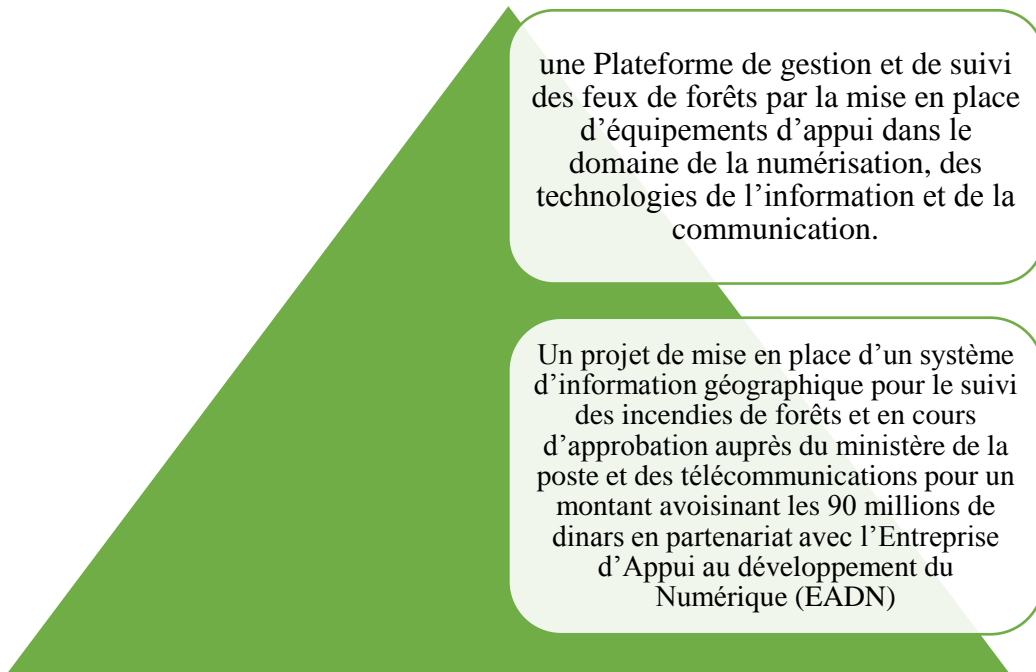 une Plateforme de gestion et de suivi
des feux de forêts par la mise en place
d’équipements d’appui dans le
domaine de la numérisation, des
technologies de l’information et de la
communication.
Un projet de mise en place d’un système
d’information géographique pour le suivi
des incendies de forêts et en cours
d’approbation auprès du ministère de la
poste et des télécommunications pour un
montant avoisinant les 90 millions de
dinars en partenariat avec l’Entreprise
d’Appui au développement du
Numérique (EADN)